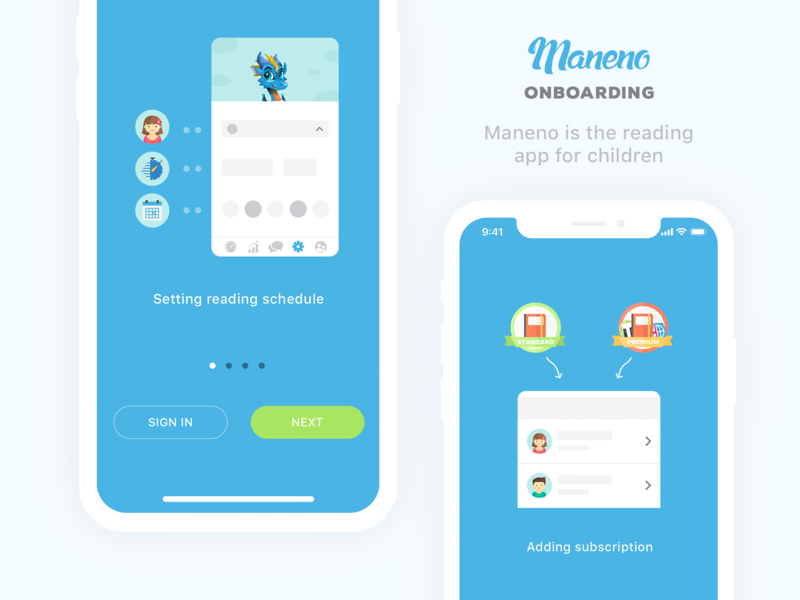 Maneno
ONBOARDING
Maneno is the reading
app for children
Setting reading schedule
SIGN IN
NEXT
9:41
STANDARD
PREMIUM
Adding subscription